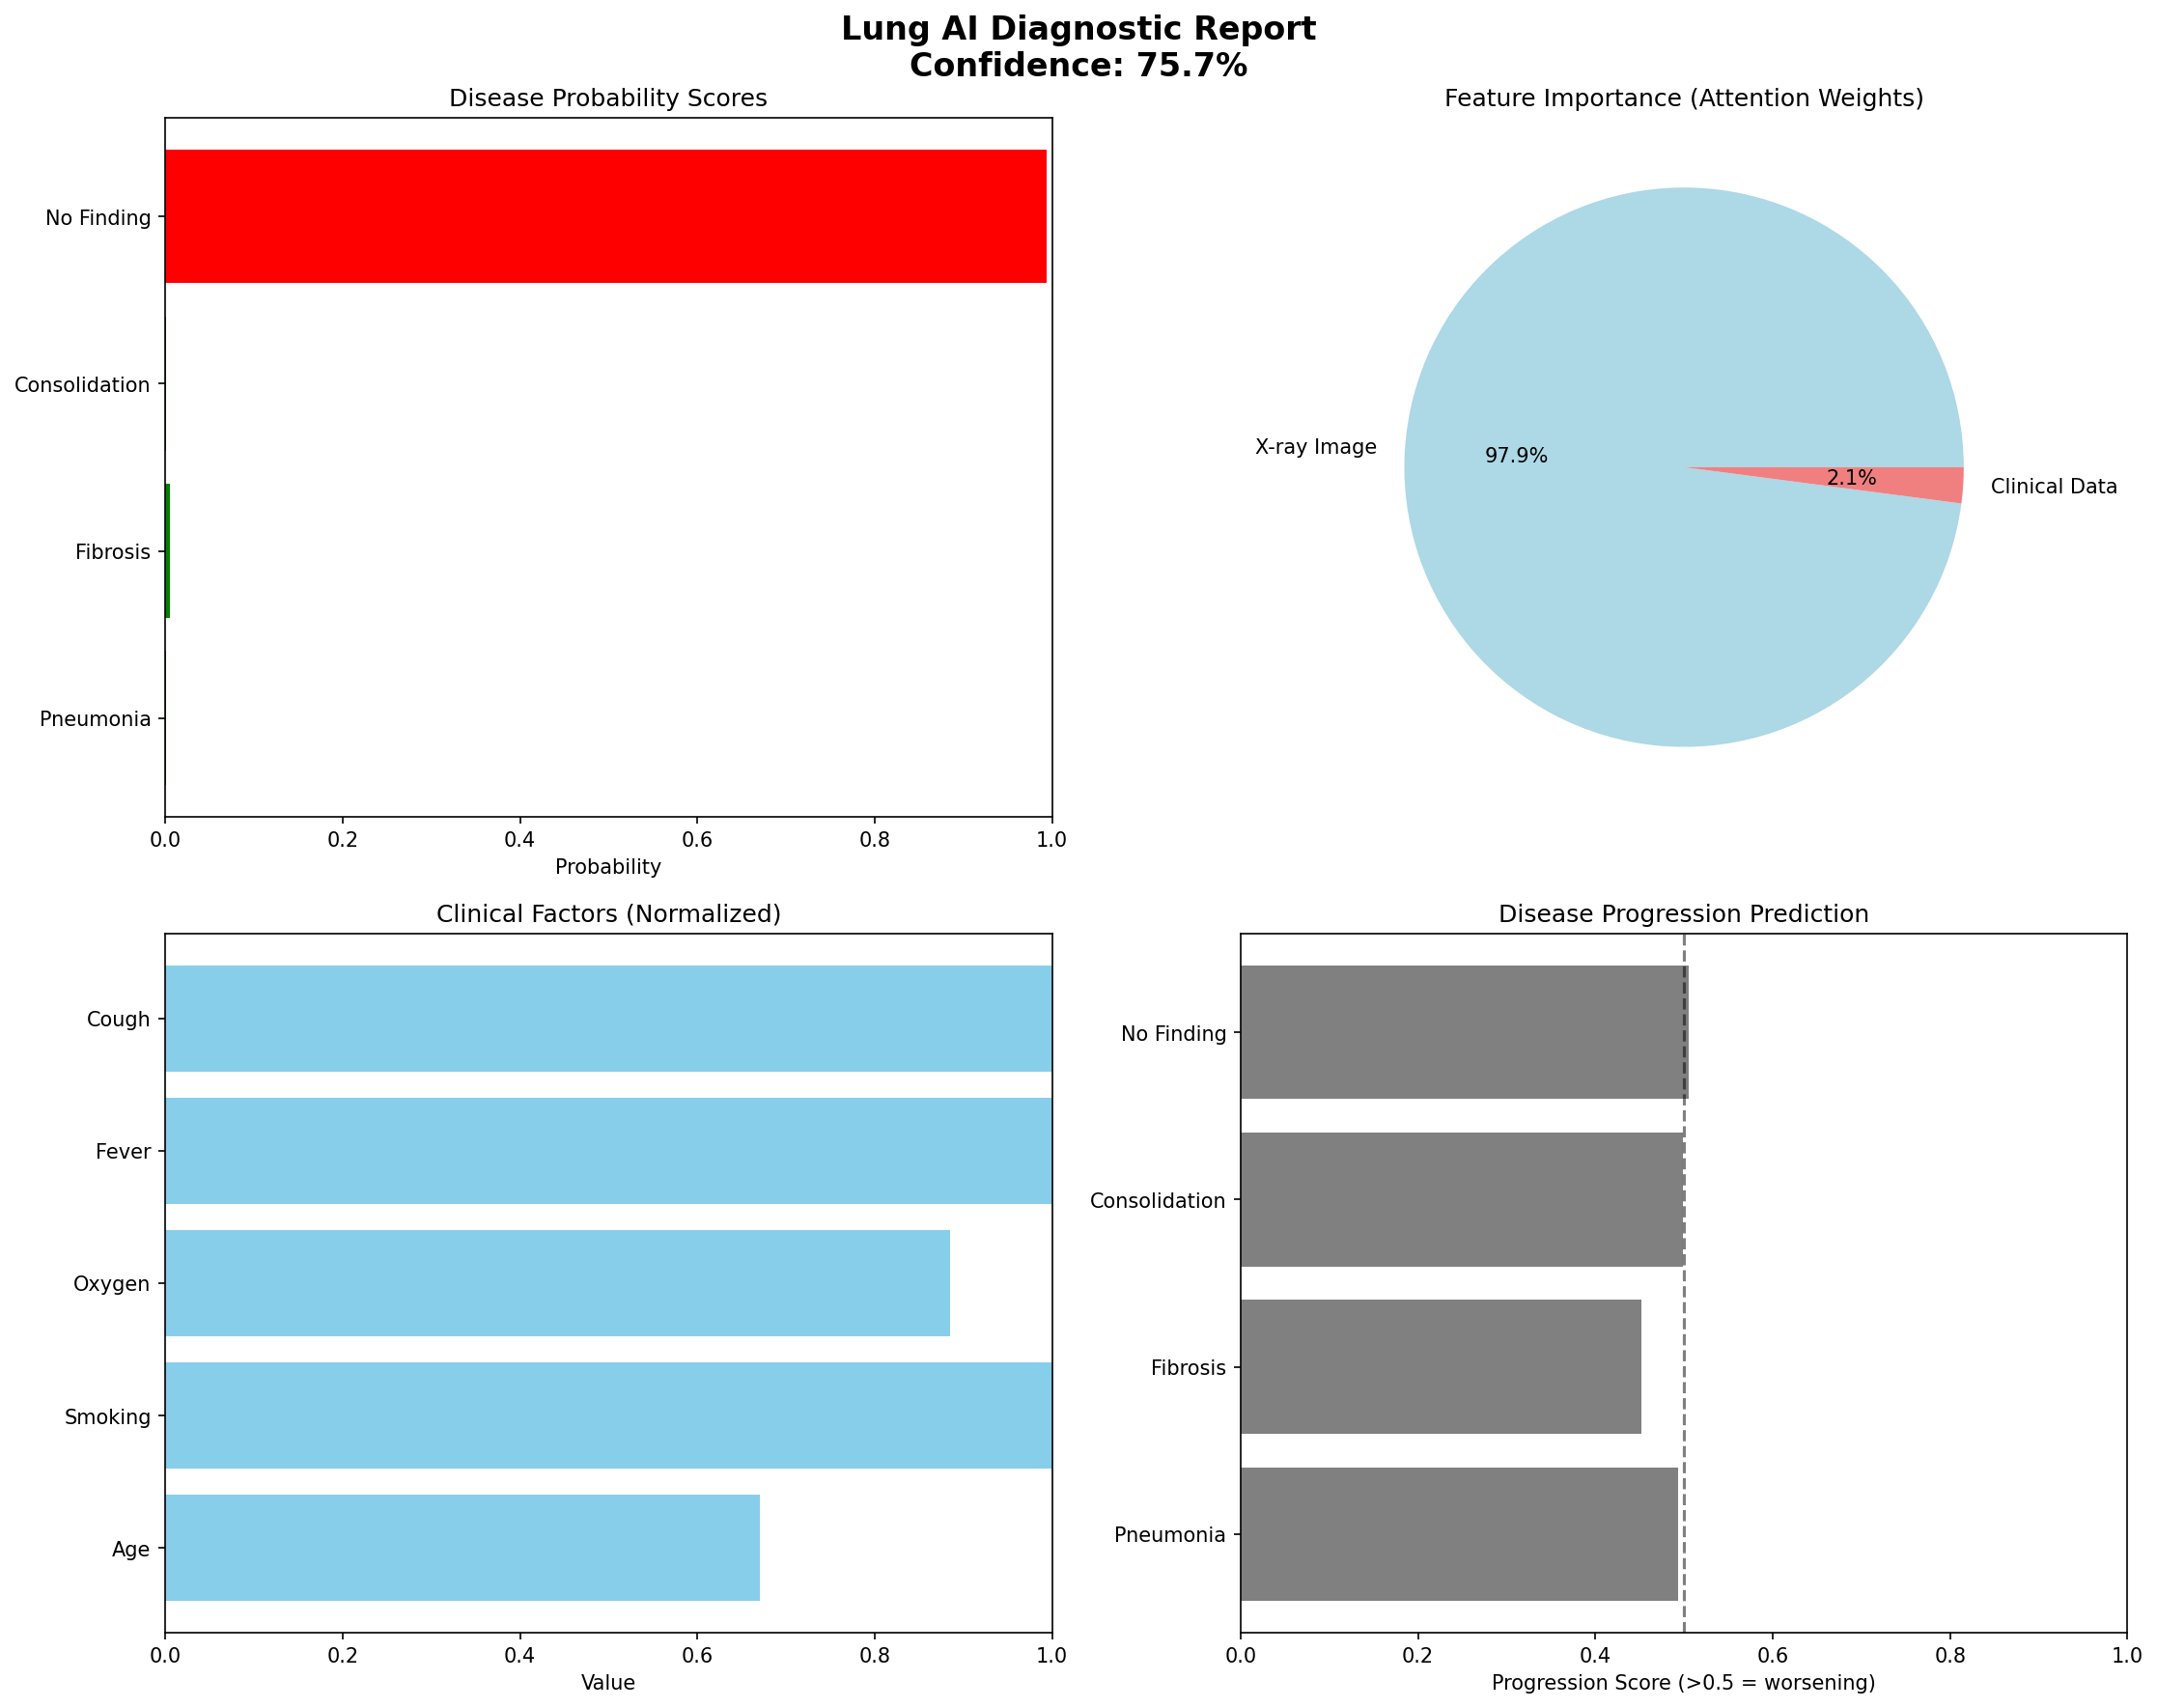 Lung AI Diagnostic Report
Confidence: 75.7%
Disease Probability Scores
No Finding
Consolidation
Fibrosis
Pneumonia
0.0
0.2
0.4
0.6
0.8
1.0
Probability
Feature Importance (Attention Weights)
X-ray Image
97.9%
2.1%
Clinical Data
Clinical Factors (Normalized)
Cough
Fever
Oxygen
Smoking
Age
0.0
0.2
0.4
0.6
0.8
1.0
Value
Disease Progression Prediction
No Finding
Consolidation
Fibrosis
Pneumonia
0.0
0.2
0.4
0.6
0.8
1.0
Progression Score (>0.5 = worsening)